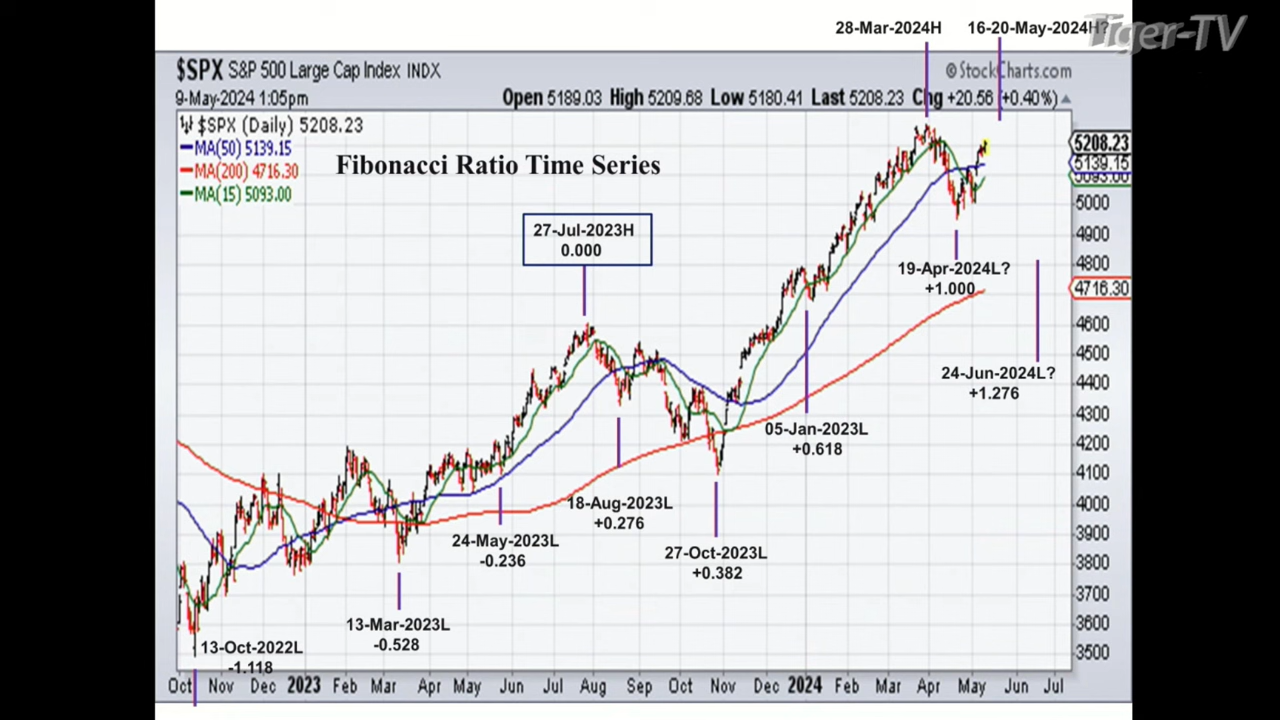 28-Mar-2024H 16-20-May-2024H?
Tiger-TV
$SPX S&P 500 Large Cap Index INDX
© StockCharts.com
9-May-2024 1:05pm
Open 5189.03 High 5209.68 Low 5180.41 Last 5208.23 Chg +20.56 (+0.40%)
$SPX (Daily) 5208.23
MA(50) 5139.15
MA(200) 4716.30
MA(15) 5093.00
Fibonacci Ratio Time Series
27-Jul-2023H
0.000
19-Apr-2024L?
+1.000
24-Jun-2024L?
+1.276
05-Jan-2023L
+0.618
18-Aug-2023L
+0.276
24-May-2023L
-0.236
27-Oct-2023L
+0.382
13-Mar-2023L
-0.528
13-Oct-2022L
-1.118
5208.23
5139.15
5093.00
5000
4900
4800
4716.30
4600
4500
4400
4300
4200
4100
4000
3900
3800
3700
3600
3500
Oct Nov Dec 2023 Feb Mar Apr May Jun Jul Aug Sep Oct Nov Dec 2024 Feb Mar Apr May Jun Jul